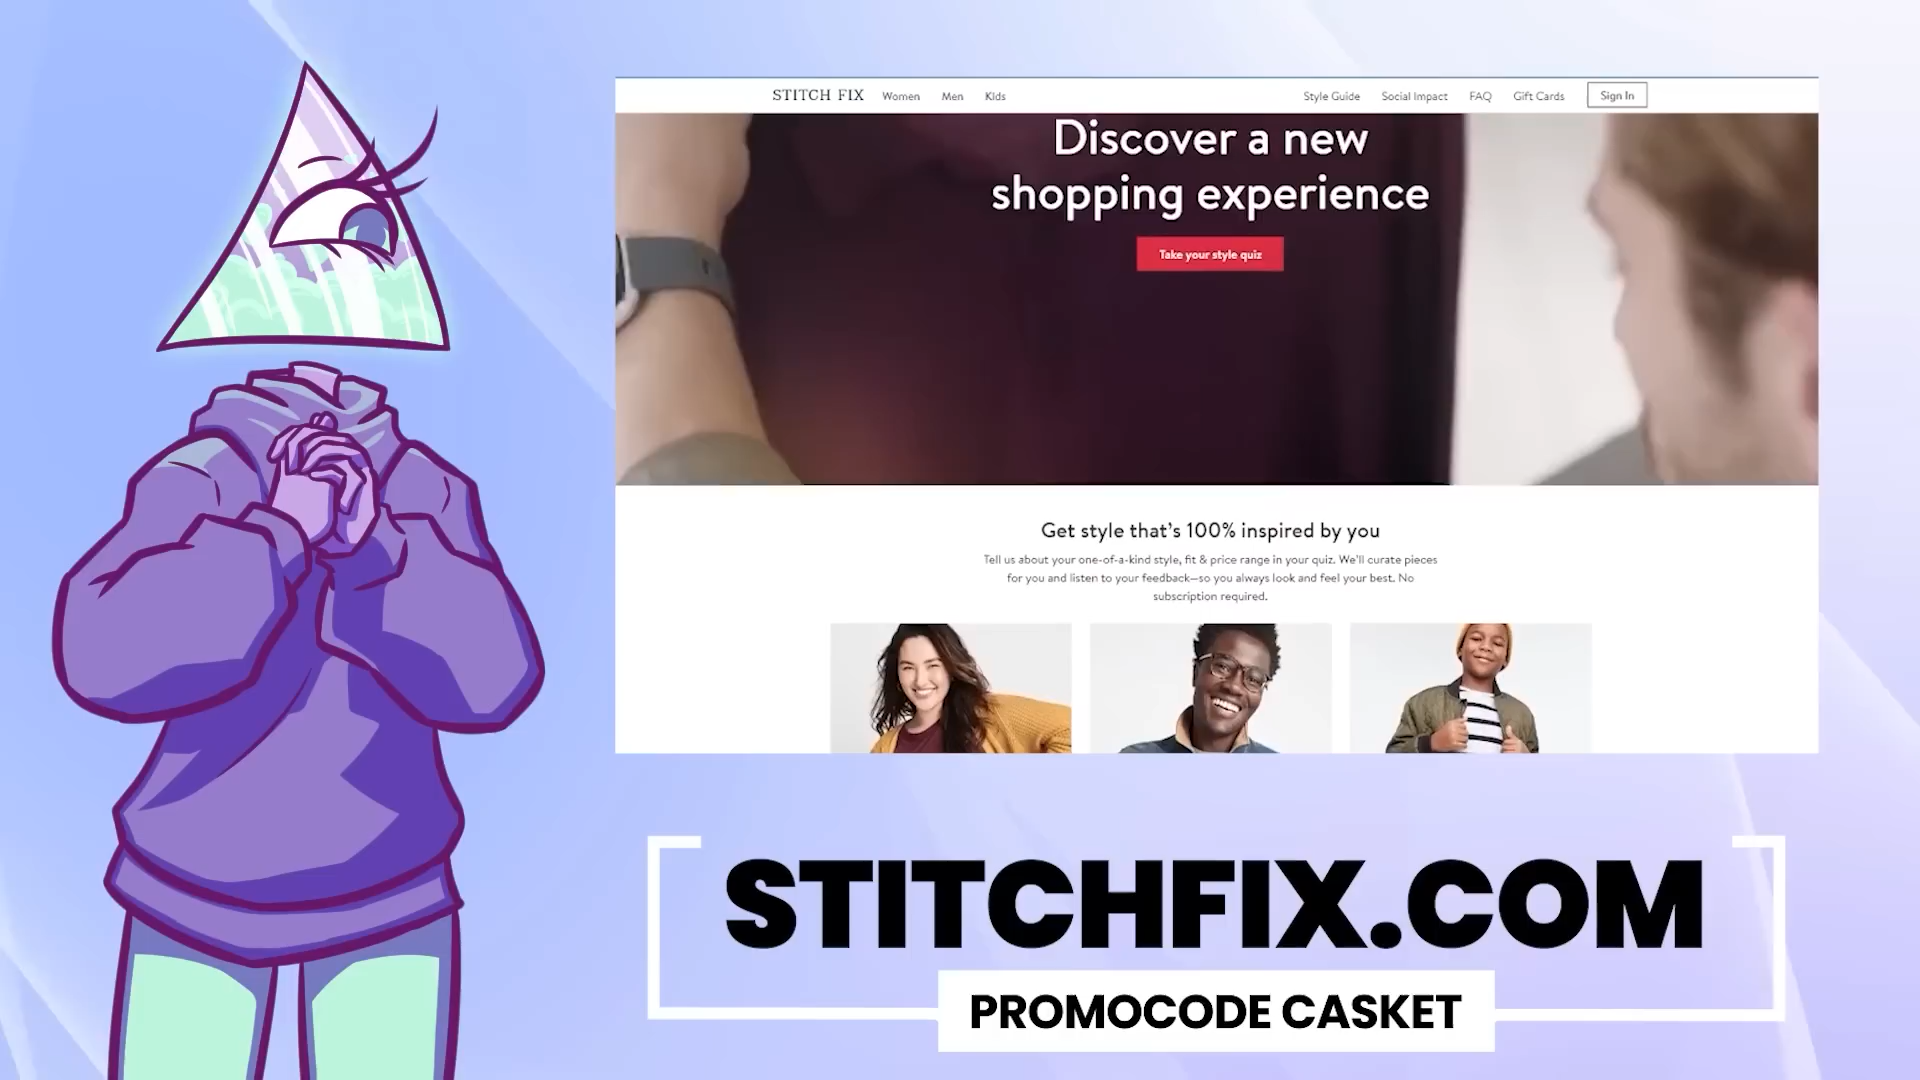 STITCH FIX Women Men Kids Style Guide Social Impact FAQ Gift Cards Sign In
Discover a new
shopping experience
Take your style quiz
Get style that's 100% inspired by you
Tell us about your one-of-a-kind style, fit & price range in your quiz. We'll curate pieces
for you and listen to your feedback—so you always look and feel your best. No
subscription required.
STITCHFIX.COM
PROMOCODE CASKET